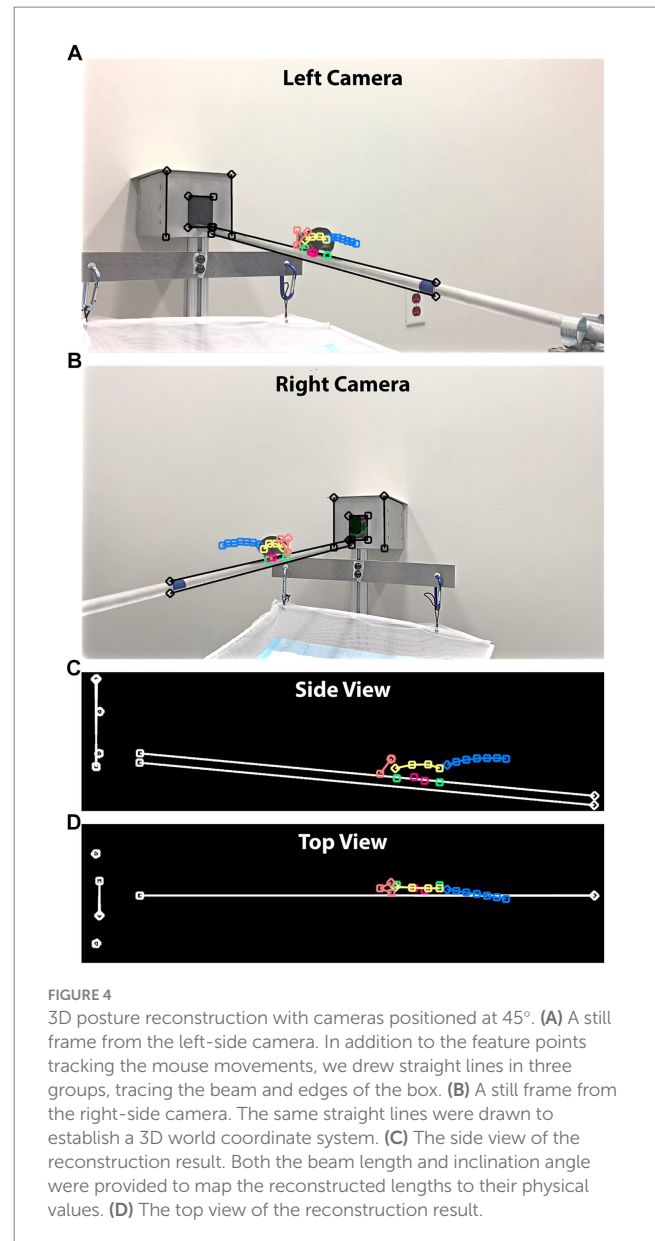 A
Left Camera
B
Right Camera
C
Side View
D
Top View
FIGURE 4
3D posture reconstruction with cameras positioned at 45°. (A) A still
frame from the left-side camera. In addition to the feature points
tracking the mouse movements, we drew straight lines in three
groups, tracing the beam and edges of the box. (B) A still frame from
the right-side camera. The same straight lines were drawn to
establish a 3D world coordinate system. (C) The side view of the
reconstruction result. Both the beam length and inclination angle
were provided to map the reconstructed lengths to their physical
values. (D) The top view of the reconstruction result.